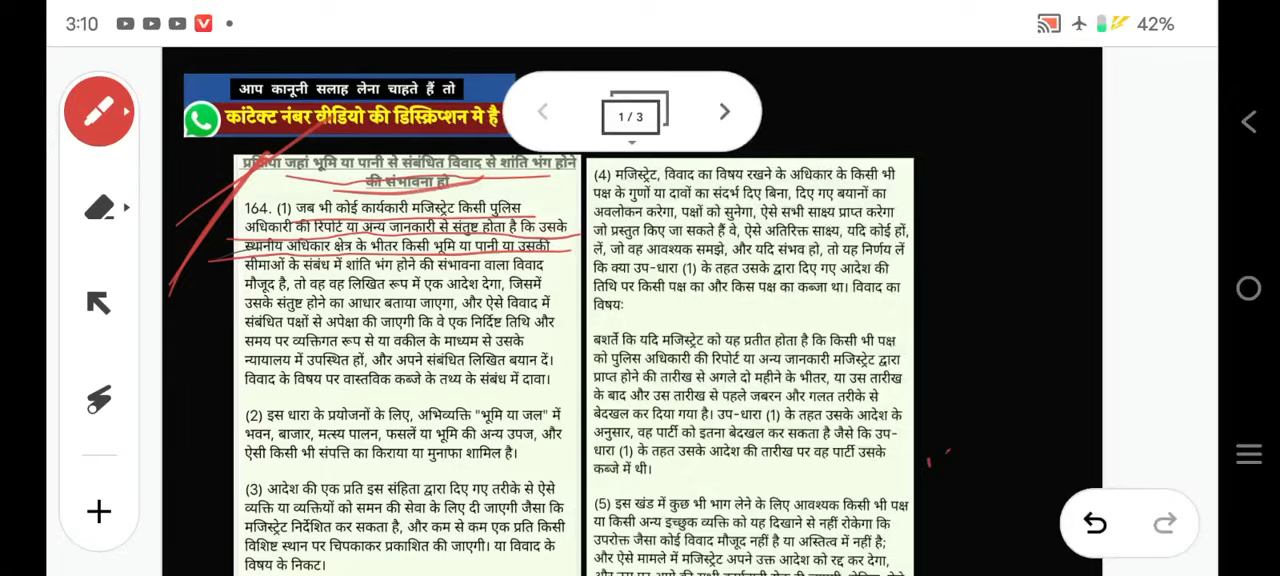 3:10
42%
आप कानूनी सलाह लेना चाहते हैं तो
कांटेक्ट नंबर वीडियो की डिस्क्रिप्शन मे है
1 / 3
प्रक्रिया जहां भूमि या पानी से संबंधित विवाद से शांति भंग होने
की संभावना हो
164. (1) जब भी कोई कार्यकारी मजिस्ट्रेट किसी पुलिस
अधिकारी की रिपोर्ट या अन्य जानकारी से संतुष्ट होता है कि उसके
स्थानीय अधिकार क्षेत्र के भीतर किसी भूमि या पानी या उसकी
सीमाओं के संबंध में शांति भंग होने की संभावना वाला विवाद
मौजूद है, तो वह वह लिखित रूप में एक आदेश देगा, जिसमें
उसके संतुष्ट होने का आधार बताया जाएगा, और ऐसे विवाद में
संबंधित पक्षों से अपेक्षा की जाएगी कि वे एक निर्दिष्ट तिथि और
समय पर व्यक्तिगत रूप से या वकील के माध्यम से उसके
न्यायालय में उपस्थित हों, और अपने संबंधित लिखित बयान दें।
विवाद के विषय पर वास्तविक कब्जे के तथ्य के संबंध में दावा।
(2) इस धारा के प्रयोजनों के लिए, अभिव्यक्ति "भूमि या जल" में
भवन, बाजार, मत्स्य पालन, फसलें या भूमि की अन्य उपज, और
ऐसी किसी भी संपत्ति का किराया या मुनाफा शामिल है।
(3) आदेश की एक प्रति इस संहिता द्वारा दिए गए तरीके से ऐसे
व्यक्ति या व्यक्तियों को समन की सेवा के लिए दी जाएगी जैसा कि
मजिस्ट्रेट निर्देशित कर सकता है, और कम से कम एक प्रति किसी
विशिष्ट स्थान पर चिपकाकर प्रकाशित की जाएगी। या विवाद के
विषय के निकट।
(4) मजिस्ट्रेट, विवाद का विषय रखने के अधिकार के किसी भी
पक्ष के गुणों या दावों का संदर्भ दिए बिना, दिए गए बयानों का
अवलोकन करेगा, पक्षों को सुनेगा, ऐसे सभी साक्ष्य प्राप्त करेगा
जो प्रस्तुत किए जा सकते हैं वे, ऐसे अतिरिक्त साक्ष्य, यदि कोई हों,
लें, जो वह आवश्यक समझे, और यदि संभव हो, तो यह निर्णय लें
कि क्या उप-धारा (1) के तहत उसके द्वारा दिए गए आदेश की
तिथि पर किसी पक्ष का और किस पक्ष का कब्जा था। विवाद का
विषय:
बशर्ते कि यदि मजिस्ट्रेट को यह प्रतीत होता है कि किसी भी पक्ष
को पुलिस अधिकारी की रिपोर्ट या अन्य जानकारी मजिस्ट्रेट द्वारा
प्राप्त होने की तारीख से अगले दो महीने के भीतर, या उस तारीख
के बाद और उस तारीख से पहले जबरन और गलत तरीके से
बेदखल कर दिया गया है। उप-धारा (1) के तहत उसके आदेश के
अनुसार, वह पार्टी को इतना बेदखल कर सकता है जैसे कि उप-
धारा (1) के तहत उसके आदेश की तारीख पर वह पार्टी उसके
कब्जे में थी।
(5) इस खंड में कुछ भी भाग लेने के लिए आवश्यक किसी भी पक्ष
या किसी अन्य इच्छुक व्यक्ति को यह दिखाने से नहीं रोकेगा कि
उपरोक्त जैसा कोई विवाद मौजूद नहीं है या अस्तित्व में नहीं है;
और ऐसे मामले में मजिस्ट्रेट अपने उक्त आदेश को रद्द कर देगा,